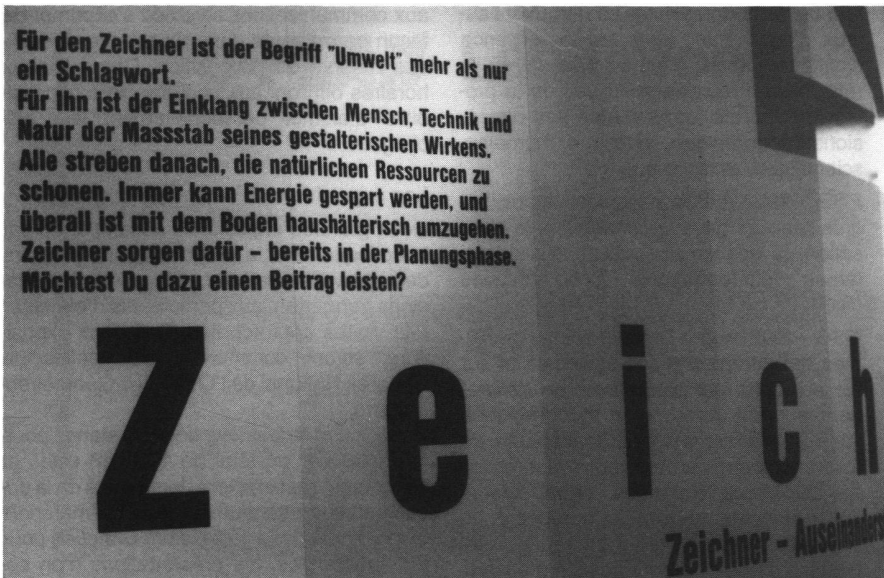 Für den Zeichner ist der Begriff "Umwelt" mehr als nur
ein Schlagwort.
Für Ihn ist der Einklang zwischen Mensch, Technik und
Natur der Massstab seines gestalterischen Wirkens.
Alle streben danach, die natürlichen Ressourcen zu
schonen. Immer kann Energie gespart werden, und
überall ist mit dem Boden haushälterisch umzugehen.
Zeichner sorgen dafür – bereits in der Planungsphase.
Möchtest Du dazu einen Beitrag leisten?
Zeich
Zeichner – Auseinanders